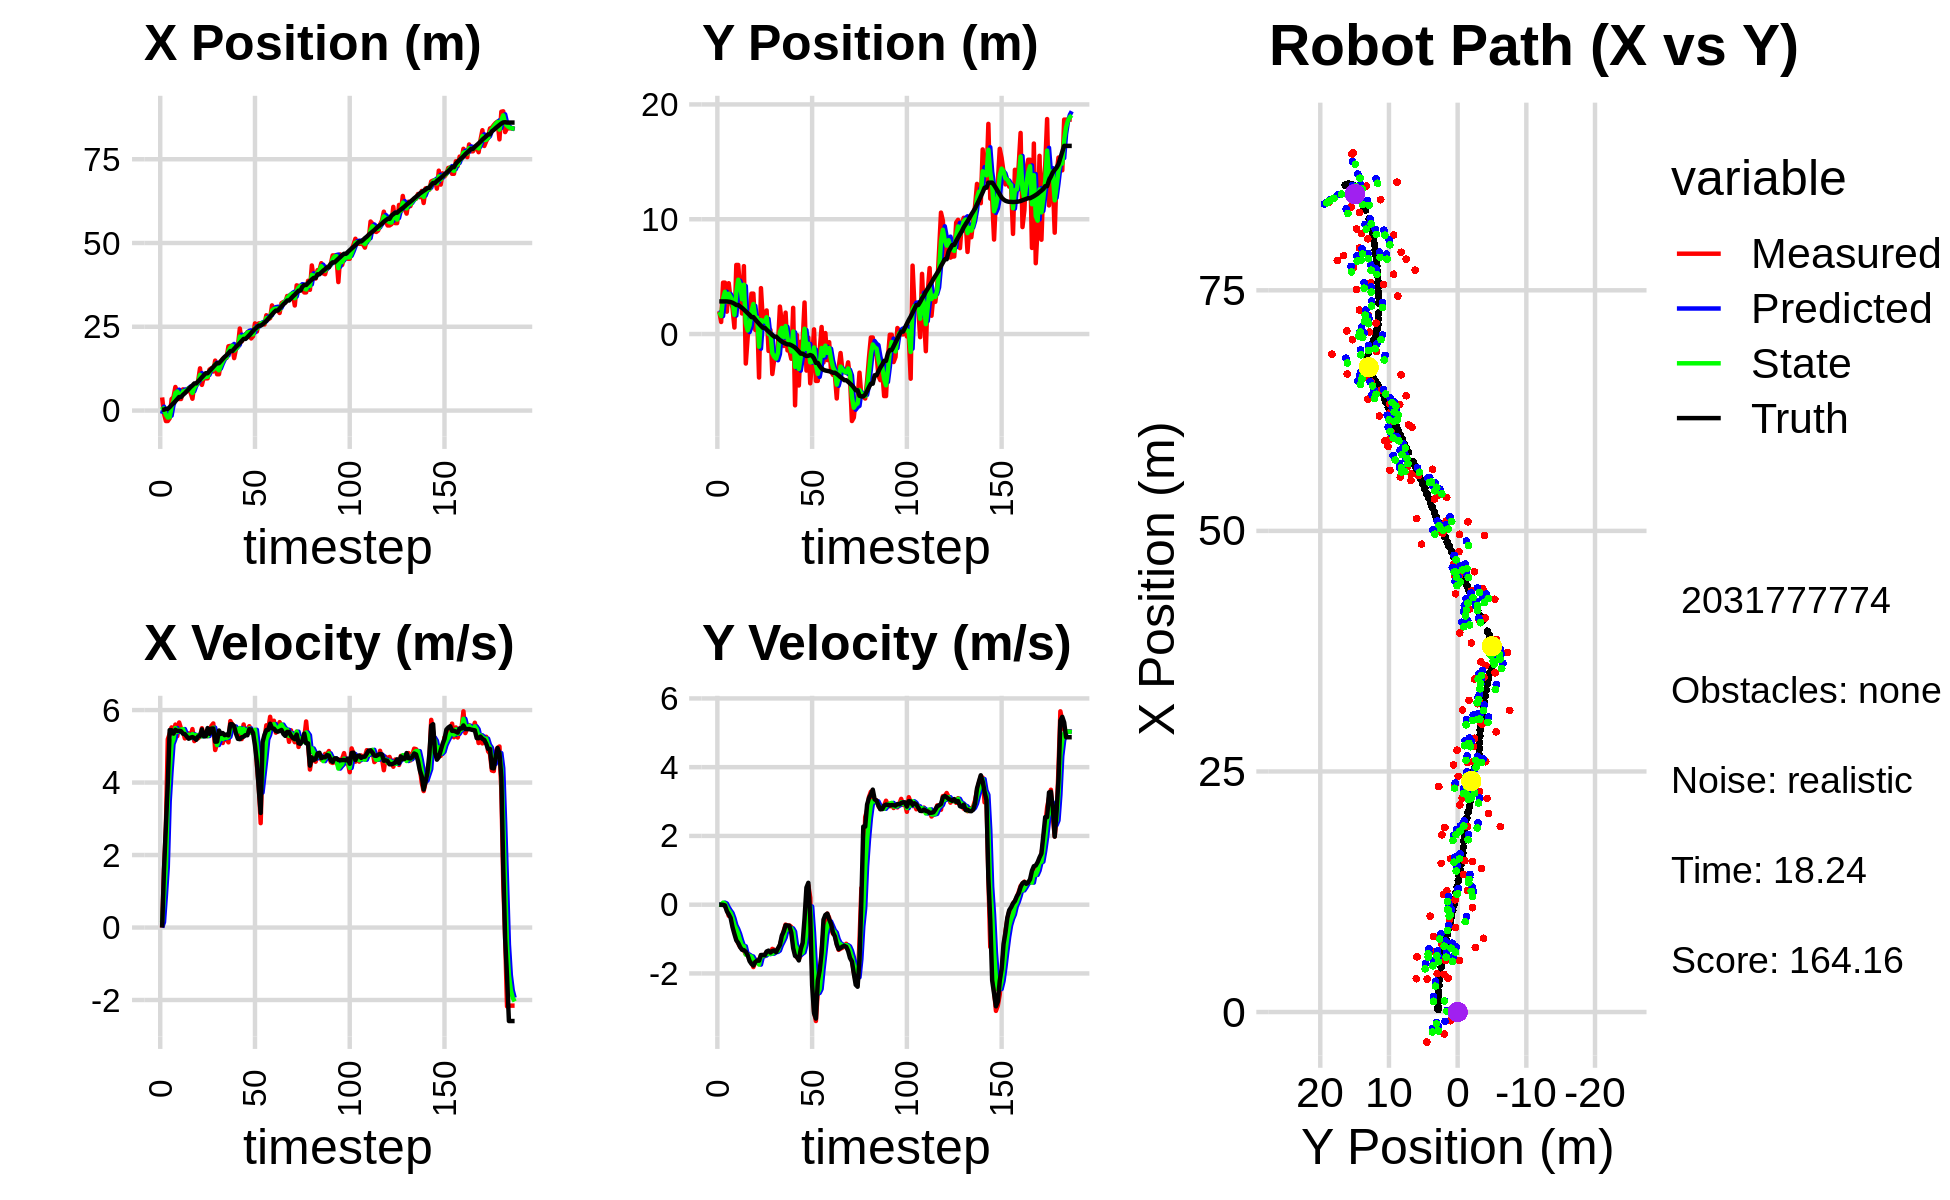 X Position (m)
75
50
25
0
0
50
100
150
timestep
Y Position (m)
20
10
0
0
50
100
150
timestep
X Velocity (m/s)
6
4
2
0
-2
0
50
100
150
timestep
Y Velocity (m/s)
6
4
2
0
-2
0
50
100
150
timestep
Robot Path (X vs Y)
X Position (m)
75
50
25
0
20 10 0 -10 -20
Y Position (m)
variable
Measured
Predicted
State
Truth
2031777774
Obstacles: none
Noise: realistic
Time: 18.24
Score: 164.16